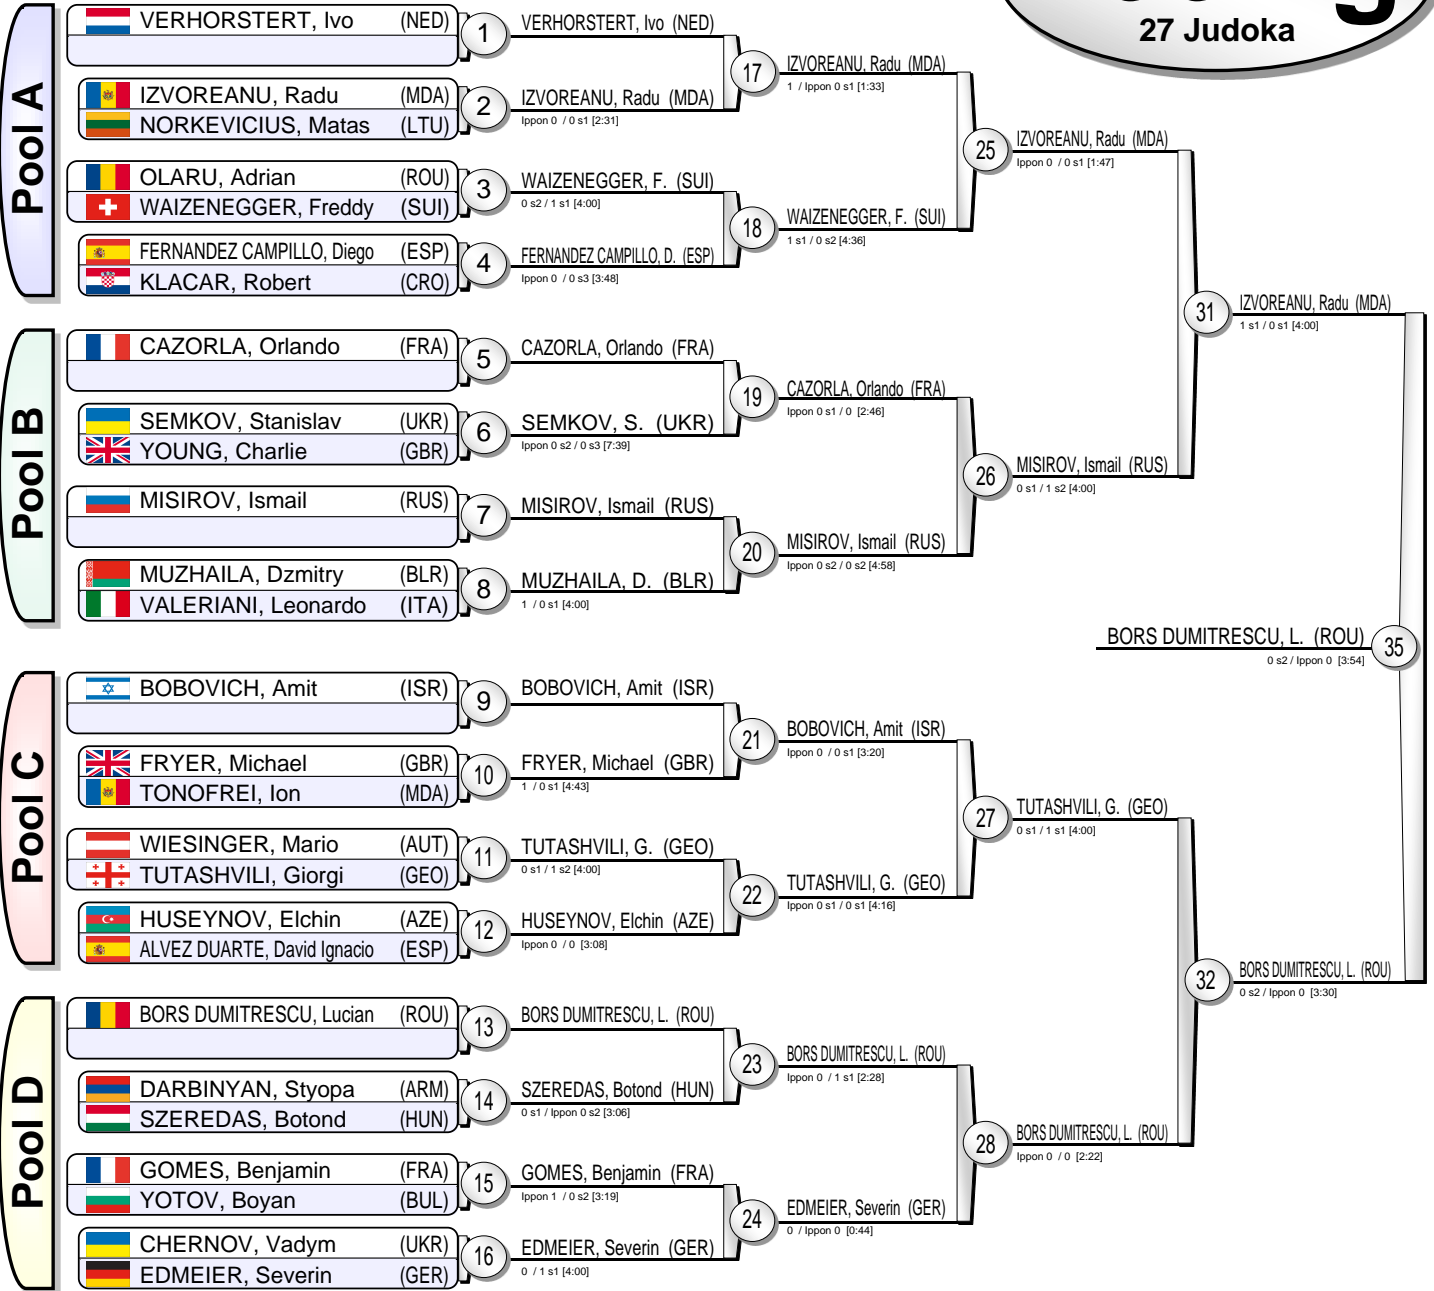 27 Judoka
Pool A
VERHORSTERT, Ivo (NED)
IZVOREANU, Radu (MDA)
NORKEVICIUS, Matas (LTU)
OLARU, Adrian (ROU)
WAIZENEGGER, Freddy (SUI)
FERNANDEZ CAMPILLO, Diego (ESP)
KLACAR, Robert (CRO)
Pool B
CAZORLA, Orlando (FRA)
SEMKOV, Stanislav (UKR)
YOUNG, Charlie (GBR)
MISIROV, Ismail (RUS)
MUZHAILA, Dzmitry (BLR)
VALERIANI, Leonardo (ITA)
Pool C
BOBOVICH, Amit (ISR)
FRYER, Michael (GBR)
TONOFREI, Ion (MDA)
WIESINGER, Mario (AUT)
TUTASHVILI, Giorgi (GEO)
HUSEYNOV, Elchin (AZE)
ALVEZ DUARTE, David Ignacio (ESP)
Pool D
BORS DUMITRESCU, Lucian (ROU)
DARBINYAN, Styopa (ARM)
SZEREDAS, Botond (HUN)
GOMES, Benjamin (FRA)
YOTOV, Boyan (BUL)
CHERNOV, Vadym (UKR)
EDMEIER, Severin (GER)
1
VERHORSTERT, Ivo (NED)
2
IZVOREANU, Radu (MDA)
Ippon 0 / 0 s1 [2:31]
3
WAIZENEGGER, F. (SUI)
0 s2 / 1 s1 [4:00]
4
FERNANDEZ CAMPILLO, D. (ESP)
Ippon 0 / 0 s3 [3:48]
5
CAZORLA, Orlando (FRA)
6
SEMKOV, S. (UKR)
Ippon 0 s2 / 0 s3 [7:39]
7
MISIROV, Ismail (RUS)
8
MUZHAILA, D. (BLR)
1 / 0 s1 [4:00]
9
BOBOVICH, Amit (ISR)
10
FRYER, Michael (GBR)
1 / 0 s1 [4:43]
11
TUTASHVILI, G. (GEO)
0 s1 / 1 s2 [4:00]
12
HUSEYNOV, Elchin (AZE)
Ippon 0 / 0 [3:08]
13
BORS DUMITRESCU, L. (ROU)
14
SZEREDAS, Botond (HUN)
0 s1 / Ippon 0 s2 [3:06]
15
GOMES, Benjamin (FRA)
Ippon 1 / 0 s2 [3:19]
16
EDMEIER, Severin (GER)
0 / 1 s1 [4:00]
17
IZVOREANU, Radu (MDA)
1 / Ippon 0 s1 [1:33]
18
WAIZENEGGER, F. (SUI)
1 s1 / 0 s2 [4:36]
19
CAZORLA, Orlando (FRA)
Ippon 0 s1 / 0 [2:46]
20
MISIROV, Ismail (RUS)
Ippon 0 s2 / 0 s2 [4:58]
21
BOBOVICH, Amit (ISR)
Ippon 0 / 0 s1 [3:20]
22
TUTASHVILI, G. (GEO)
Ippon 0 s1 / 0 s1 [4:16]
23
BORS DUMITRESCU, L. (ROU)
Ippon 0 / 1 s1 [2:28]
24
EDMEIER, Severin (GER)
0 / Ippon 0 [0:44]
25
IZVOREANU, Radu (MDA)
Ippon 0 / 0 s1 [1:47]
26
MISIROV, Ismail (RUS)
0 s1 / 1 s2 [4:00]
27
TUTASHVILI, G. (GEO)
0 s1 / 1 s1 [4:00]
28
BORS DUMITRESCU, L. (ROU)
Ippon 0 / 0 [2:22]
31
IZVOREANU, Radu (MDA)
1 s1 / 0 s1 [4:00]
32
BORS DUMITRESCU, L. (ROU)
0 s2 / Ippon 0 [3:30]
BORS DUMITRESCU, L. (ROU)
0 s2 / Ippon 0 [3:54]
35